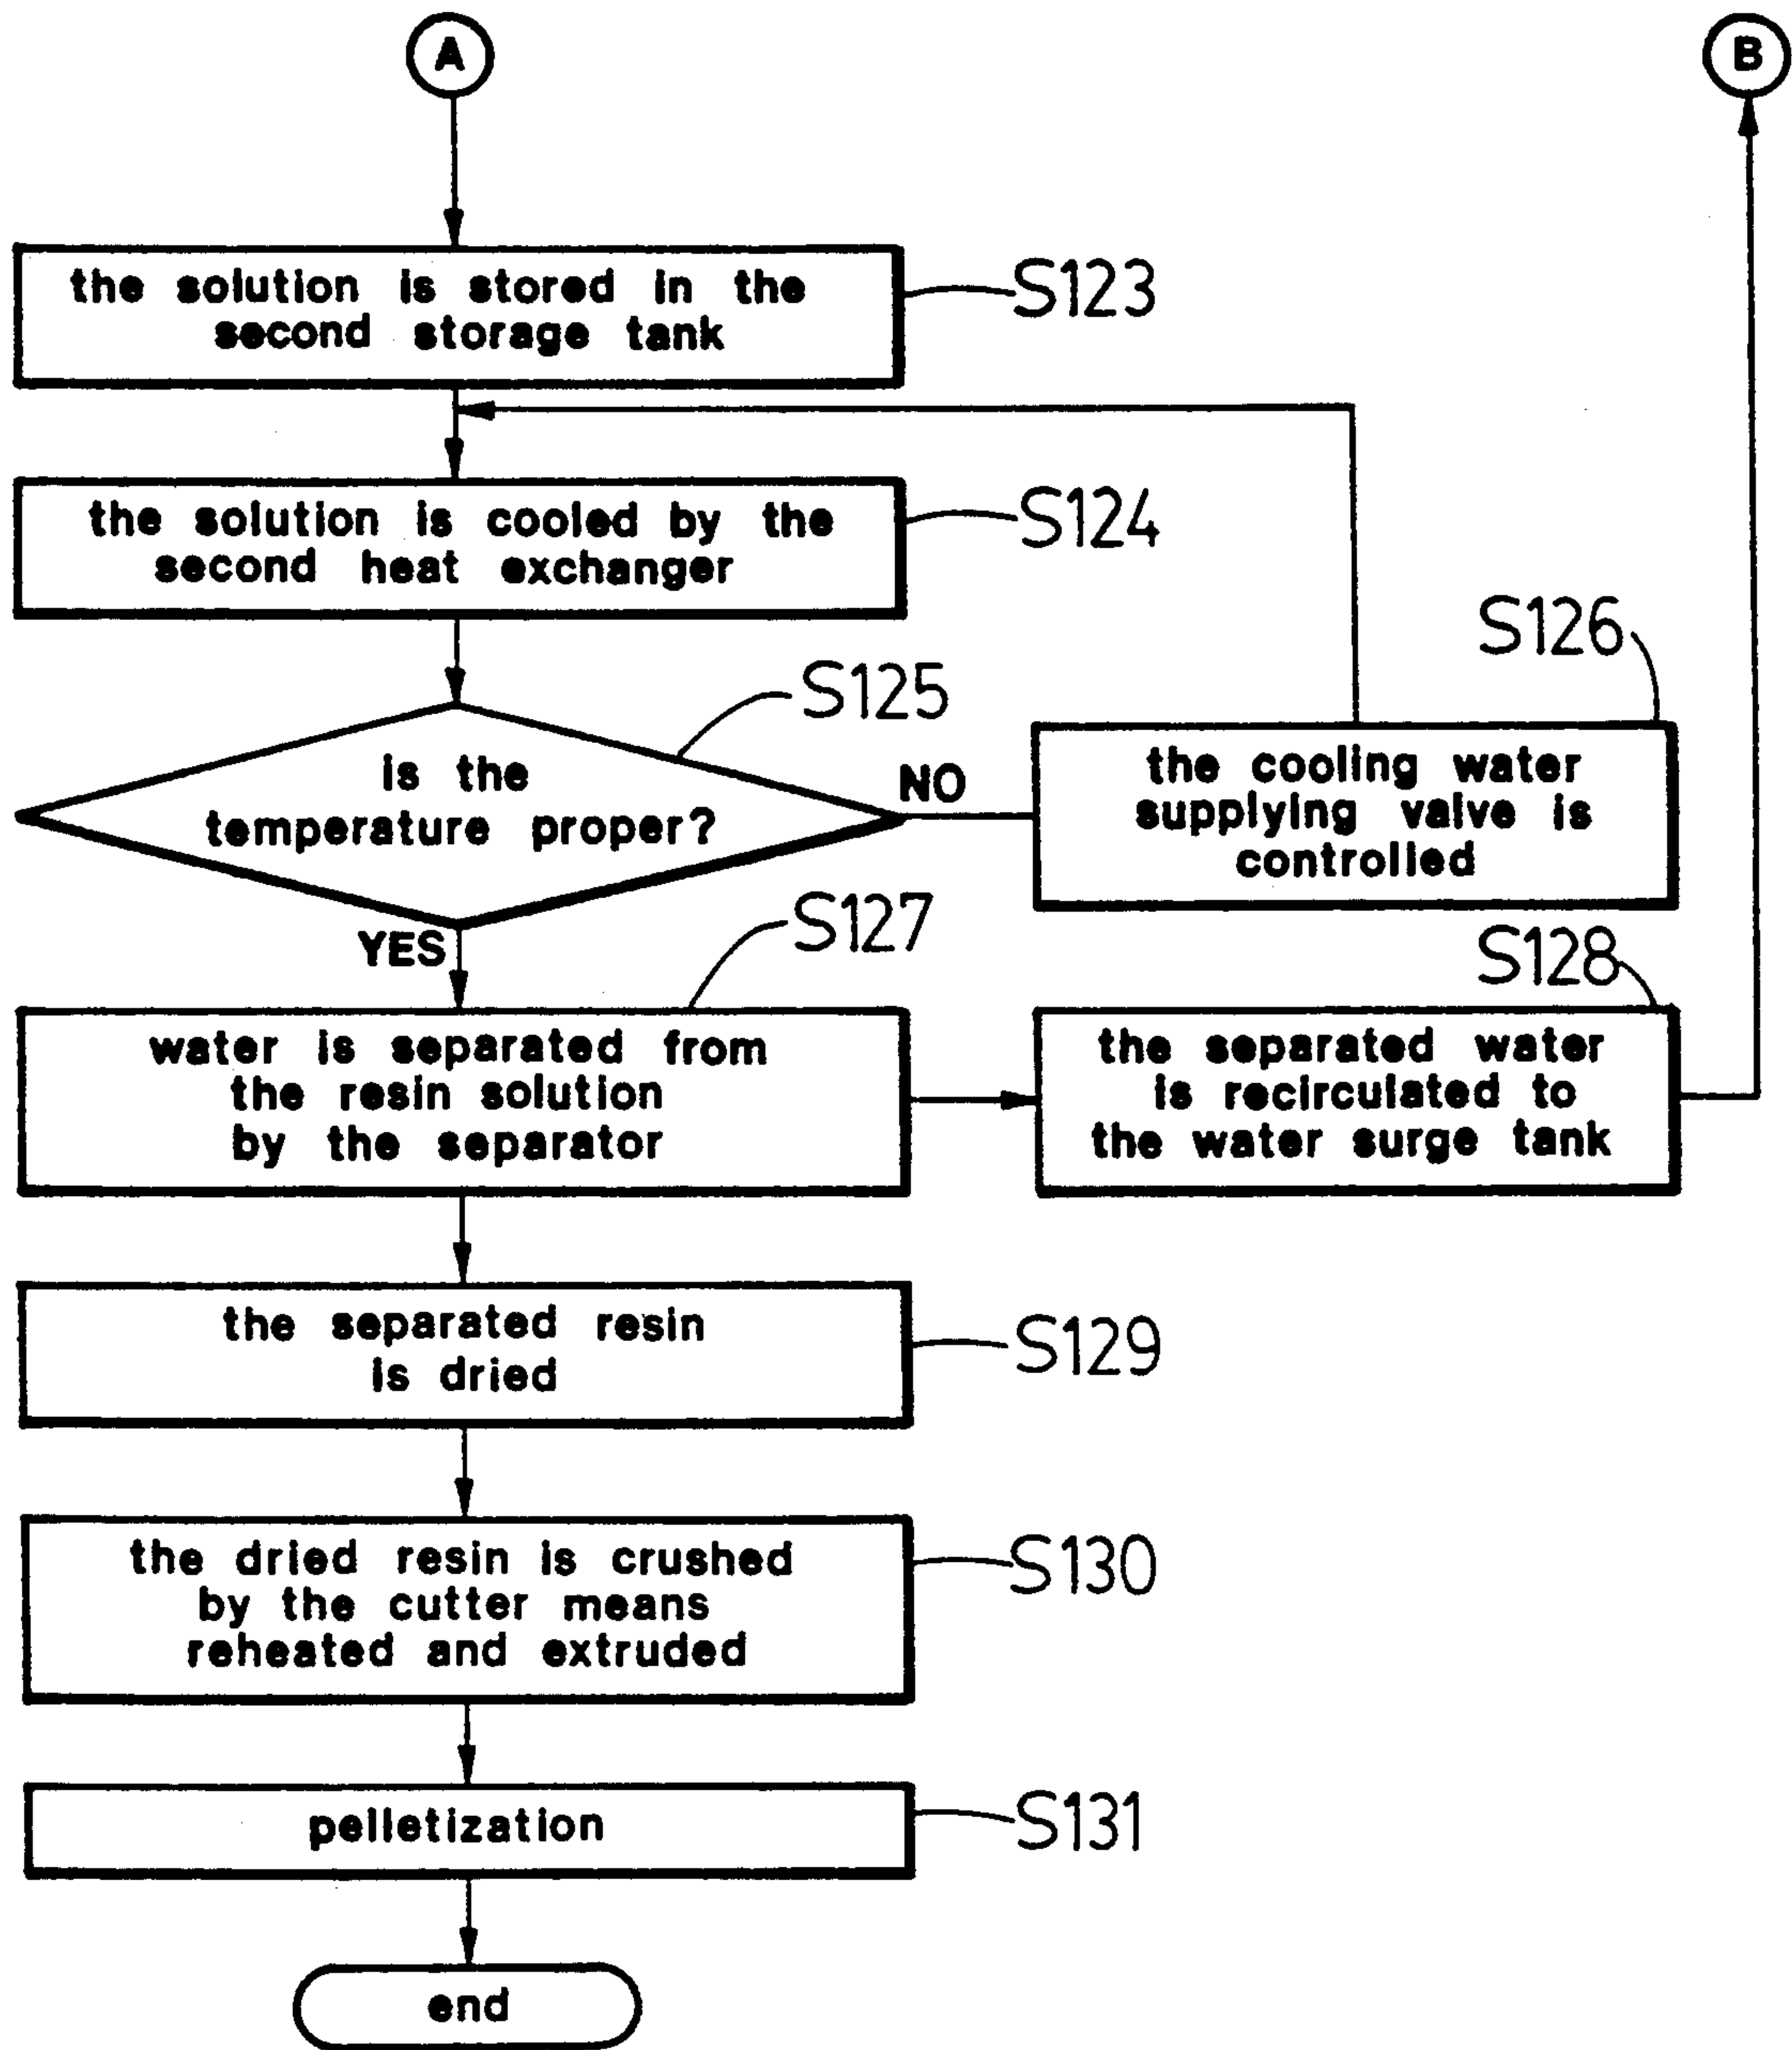 A
B
the solution is stored in the
second storage tank
S123
the solution is cooled by the
second heat exchanger
S124
S125
is the
temperature proper?
NO
S126
the cooling water
supplying valve is
controlled
YES
S127
water is separated from
the resin solution
by the separator
S128
the separated water
is recirculated to
the water surge tank
the separated resin
is dried
S129
the dried resin is crushed
by the cutter means
reheated and extruded
S130
pelletization
S131
end